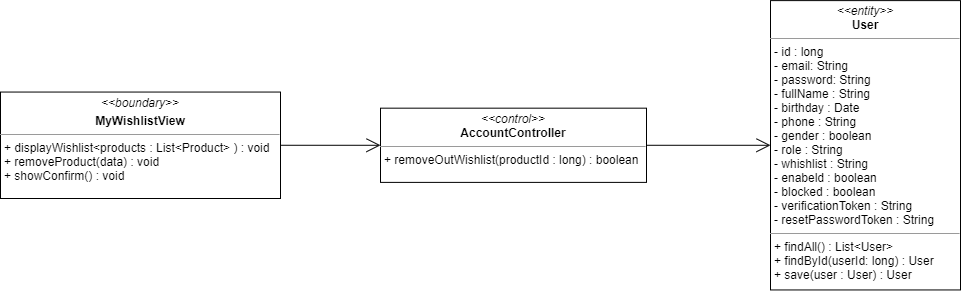 <<boundary>>
MyWishlistView
+ displayWishlist<products : List<Product> ) : void
+ removeProduct(data) : void
+ showConfirm() : void
<<control>>
AccountController
+ removeOutWishlist(productId : long) : boolean
<<entity>>
User
- id : long
- email: String
- password: String
- fullName : String
- birthday : Date
- phone : String
- gender : boolean
- role : String
- whishlist : String
- enabeld : boolean
- blocked : boolean
- verificationToken : String
- resetPasswordToken : String
+ findAll() : List<User>
+ findById(userId: long) : User
+ save(user : User) : User